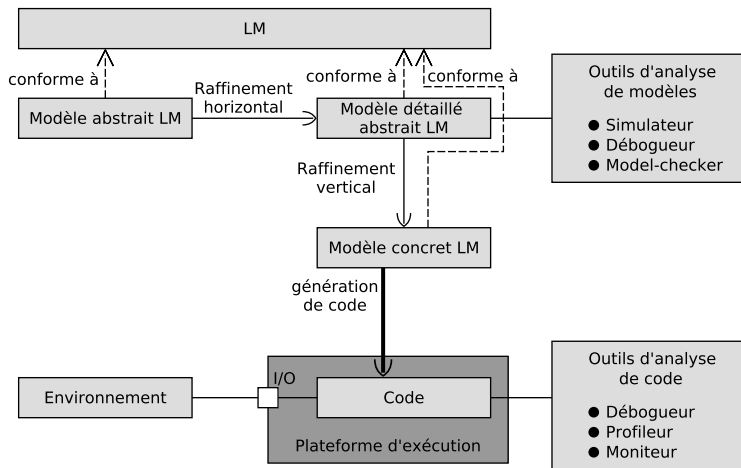 LM
conforme à
Raffinement
horizontal
conforme à
conforme à
Outils d'analyse
de modèles
● Simulateur
● Débogueur
● Model-checker
Modèle abstrait LM
Modèle détaillé
abstrait LM
Raffinement
vertical
Modèle concret LM
génération
de code
Environnement
I/O
Code
Plateforme d'exécution
Outils d'analyse
de code
● Débogueur
● Profileur
● Moniteur